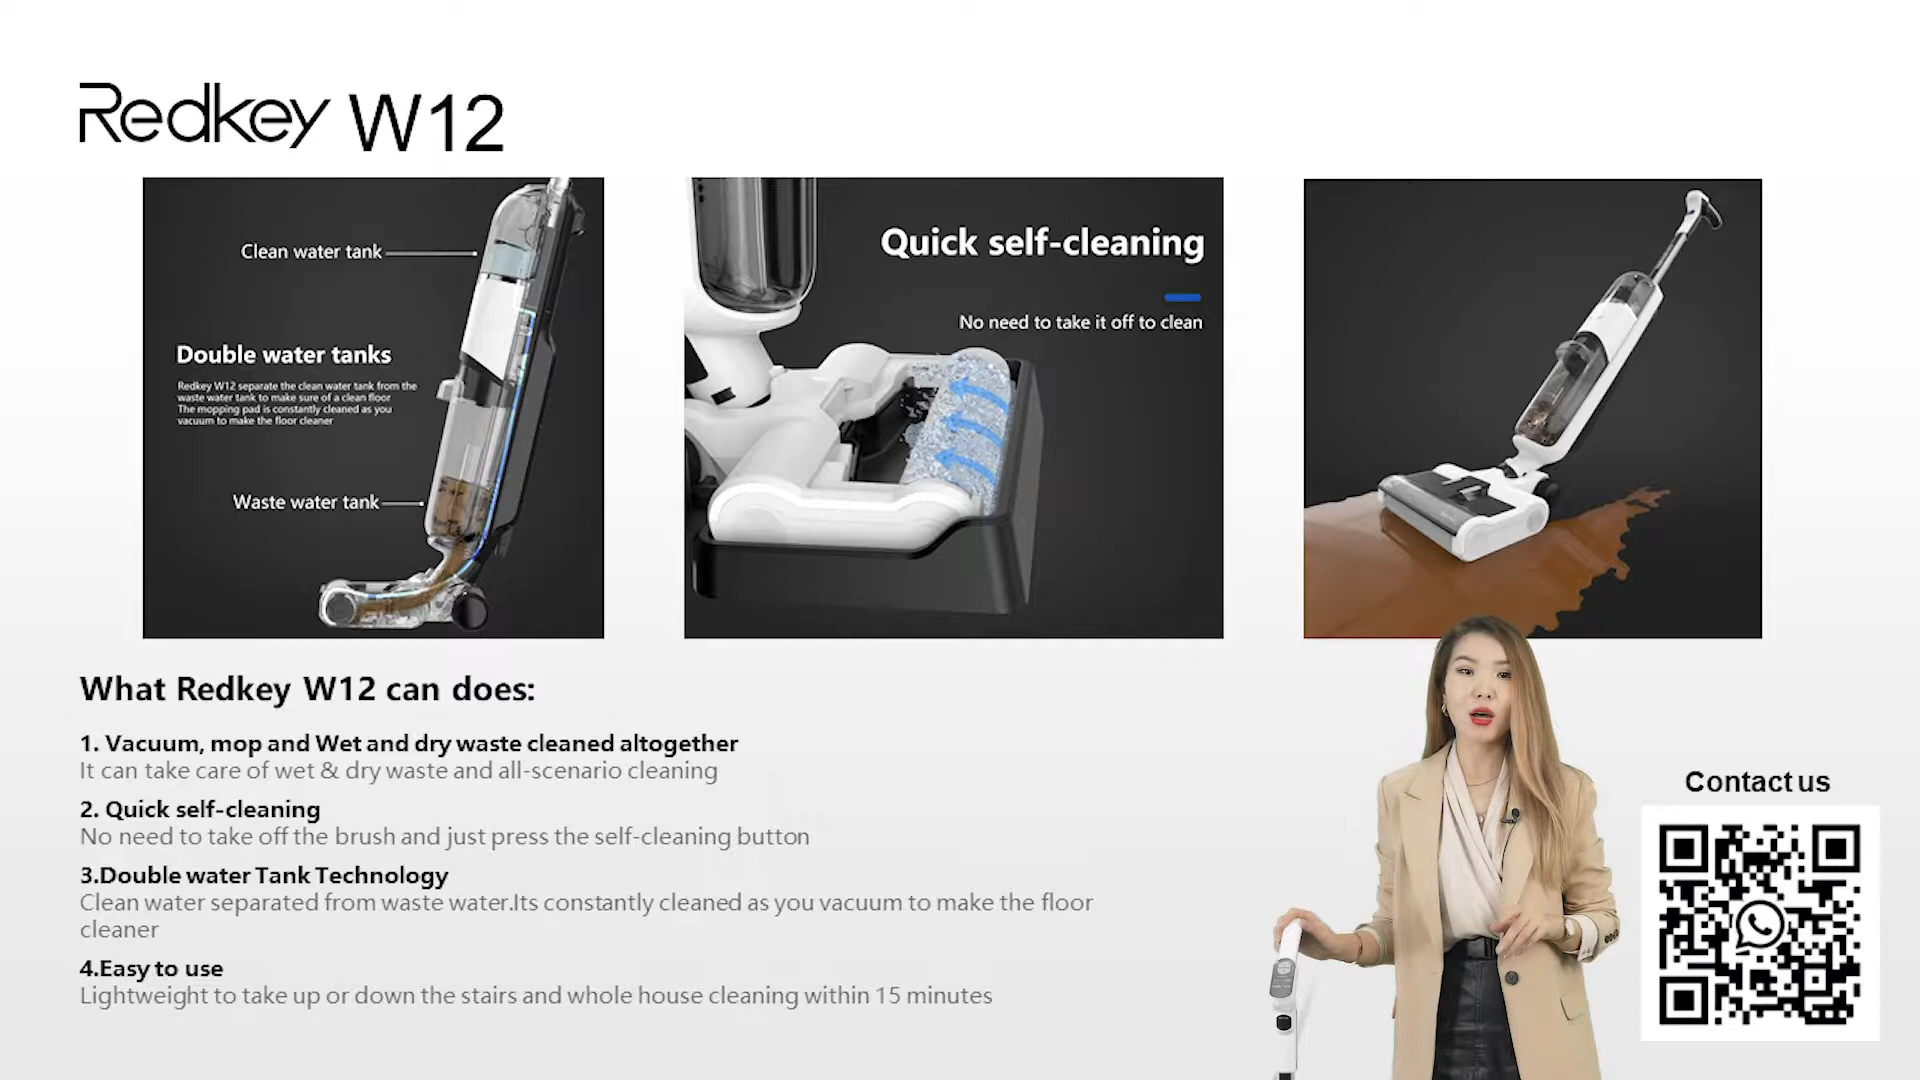 Redkey W12
Clean water tank
Double water tanks
Redkey W12 separate the clean water tank from the
waste water tank to make sure of a clean floor
The mopping pad is constantly cleaned as you
vacuum to make the floor cleaner
Waste water tank
Quick self-cleaning
No need to take it off to clean
What Redkey W12 can does:
1. Vacuum, mop and Wet and dry waste cleaned altogether
It can take care of wet & dry waste and all-scenario cleaning
2. Quick self-cleaning
No need to take off the brush and just press the self-cleaning button
3.Double water Tank Technology
Clean water separated from waste water.Its constantly cleaned as you vacuum to make the floor
cleaner
4.Easy to use
Lightweight to take up or down the stairs and whole house cleaning within 15 minutes
Contact us